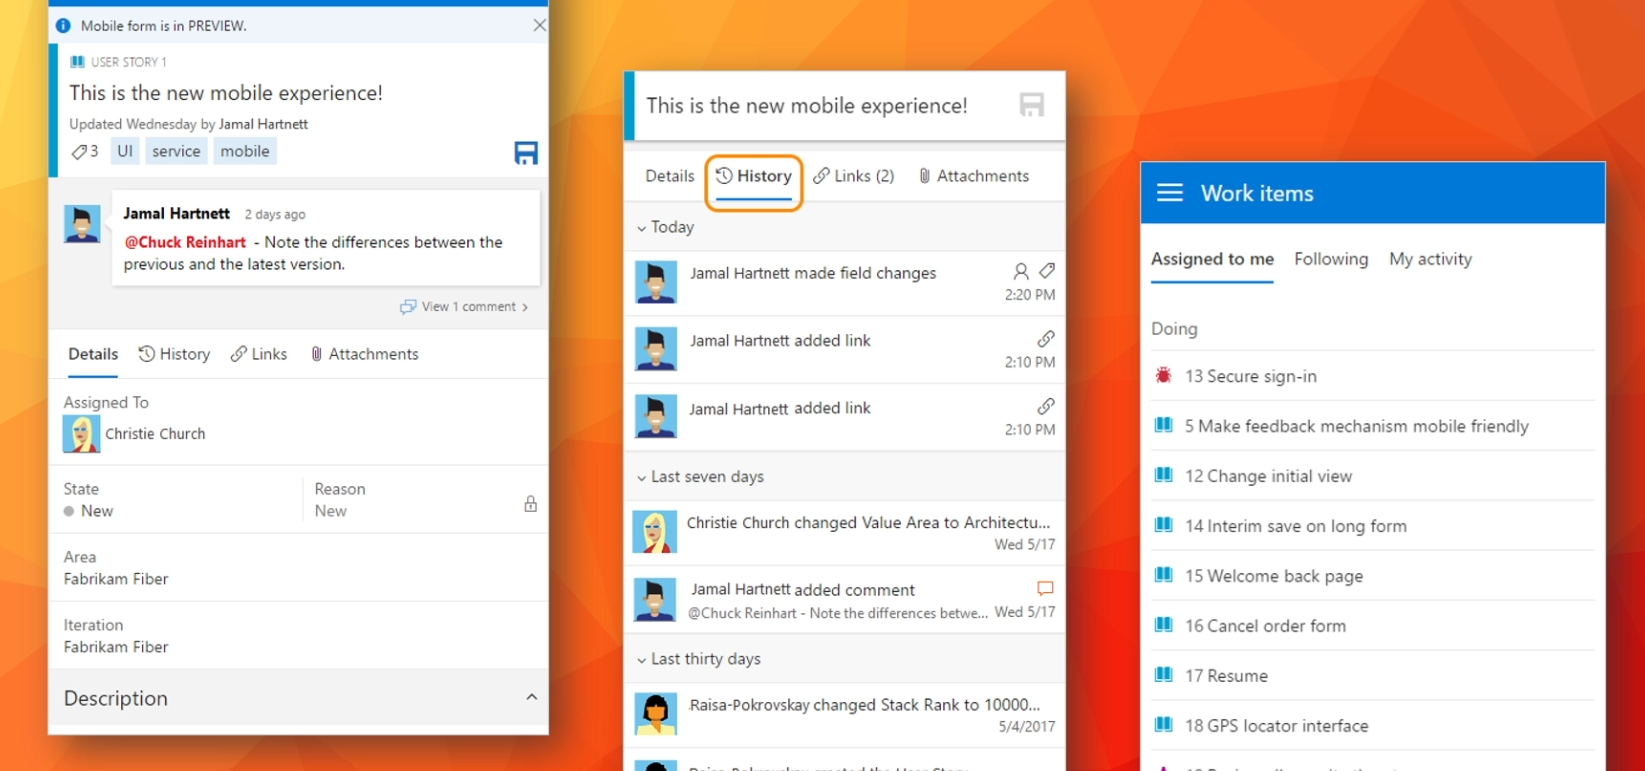 Mobile form is in PREVIEW.
USER STORY 1
This is the new mobile experience!
Updated Wednesday by Jamal Hartnett
3 UI service mobile
Jamal Hartnett 2 days ago
@Chuck Reinhart - Note the differences between the
previous and the latest version.
View 1 comment
Details History Links Attachments
Assigned To
Christie Church
State Reason
New New
Area
Fabrikam Fiber
Iteration
Fabrikam Fiber
Description
This is the new mobile experience!
Details History Links (2) Attachments
Today
Jamal Hartnett made field changes
2:20 PM
Jamal Hartnett added link
2:10 PM
Jamal Hartnett added link
2:10 PM
Last seven days
Christie Church changed Value Area to Architectu...
Wed 5/17
Jamal Hartnett added comment
@Chuck Reinhart - Note the differences betwe... Wed 5/17
Last thirty days
Raisa-Pokrovskay changed Stack Rank to 10000...
5/4/2017
Raisa-Pokrovskay created the User Story
Work items
Assigned to me Following My activity
Doing
13 Secure sign-in
5 Make feedback mechanism mobile friendly
12 Change initial view
14 Interim save on long form
15 Welcome back page
16 Cancel order form
17 Resume
18 GPS locator interface